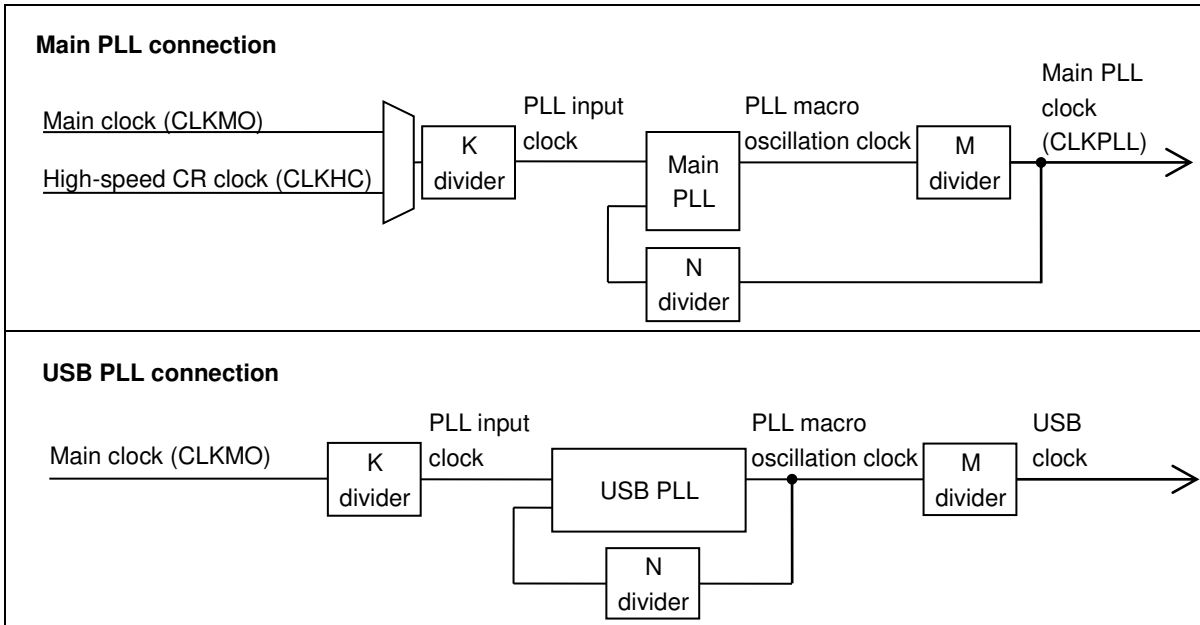 Main PLL connection
Main clock (CLKMO)
High-speed CR clock (CLKHC)
K
divider
PLL input
clock
Main
PLL
PLL macro
oscillation clock
M
divider
Main PLL
clock
(CLKPLL)
N
divider
USB PLL connection
Main clock (CLKMO)
K
divider
PLL input
clock
USB PLL
PLL macro
oscillation clock
M
divider
USB
clock
N
divider